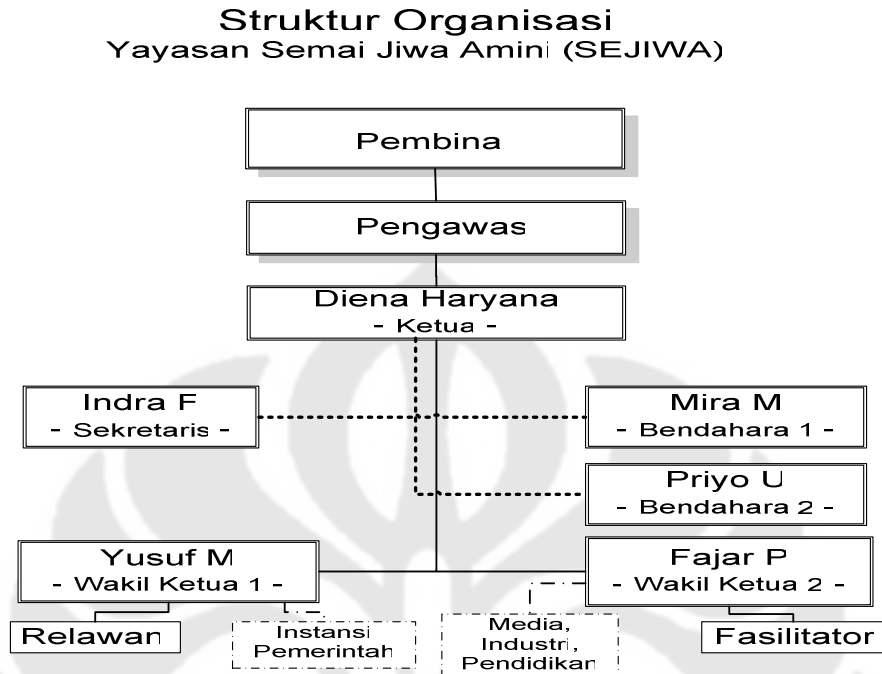 Struktur Organisasi
Yayasan Semai Jiwa Amini (SEJIWA)
Pembina
Pengawas
Diena Haryana
- Ketua -
Indra F
- Sekretaris -
Mira M
- Bendahara 1 -
Priyo U
- Bendahara 2 -
Yusuf M
- Wakil Ketua 1 -
Fajar P
- Wakil Ketua 2 -
Relawan
Instansi
Pemerintah
Media,
Industri,
Pendidikan
Fasilitator